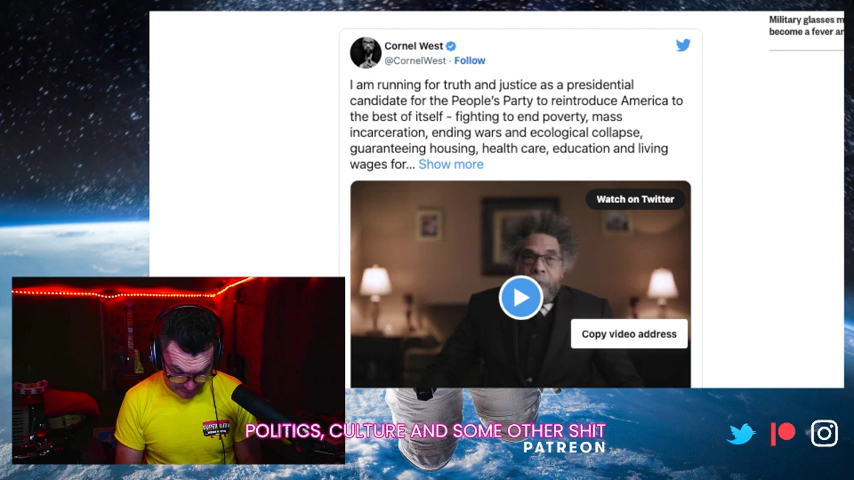 Military glasses m
become a fever an
Cornel West
@CornelWest · Follow
I am running for truth and justice as a presidential
candidate for the People's Party to reintroduce America to
the best of itself - fighting to end poverty, mass
incarceration, ending wars and ecological collapse,
guaranteeing housing, health care, education and living
wages for... Show more
Watch on Twitter
Copy video address
POLITICS, CULTURE AND SOME OTHER SHIT
PATREON